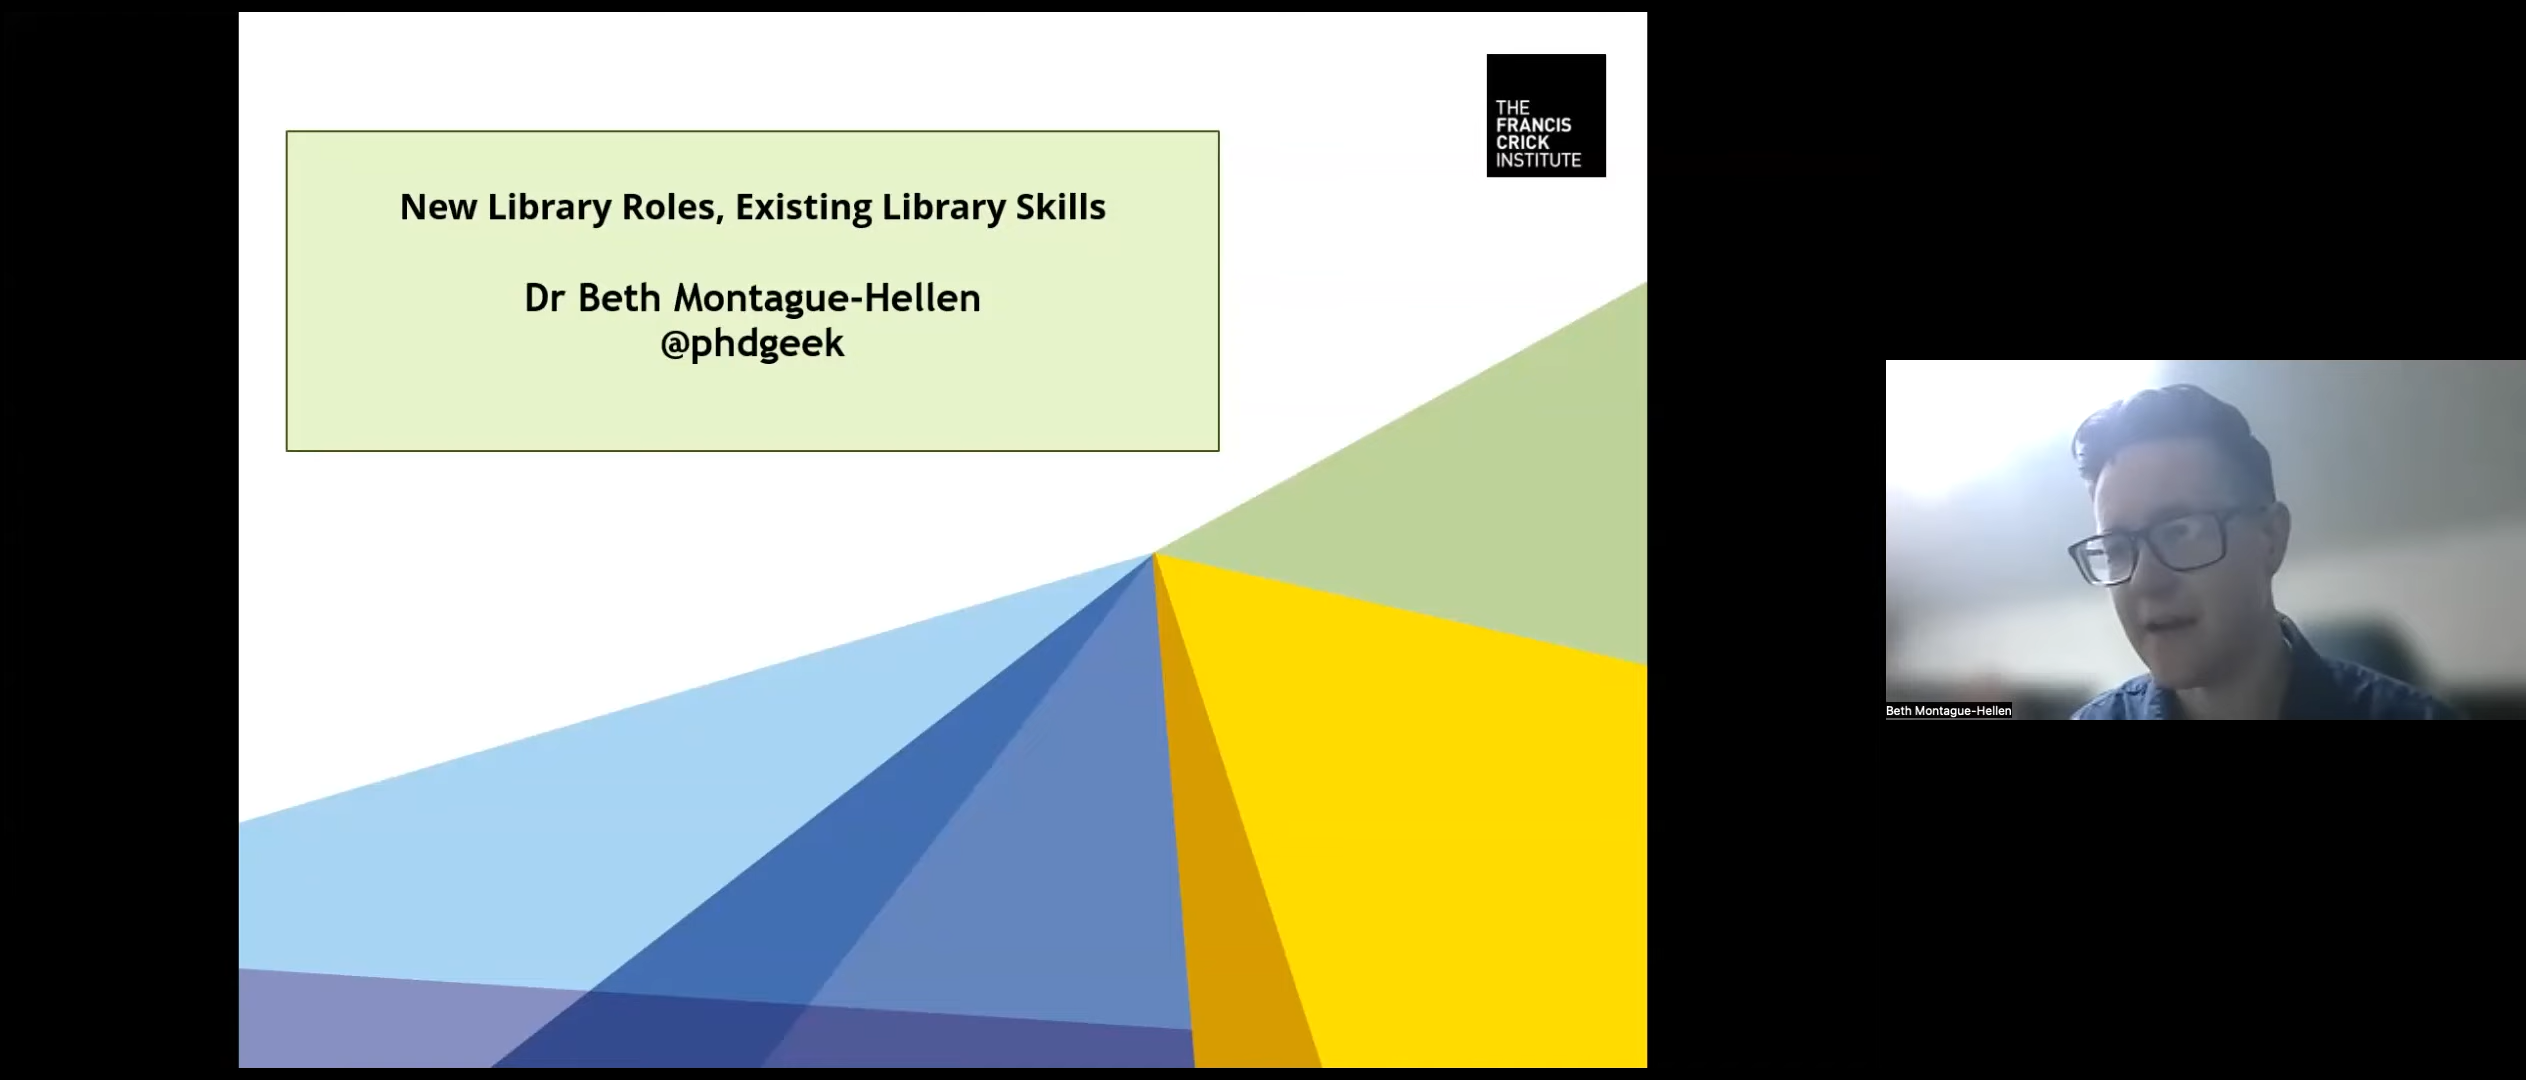 THE
FRANCIS
CRICK
INSTITUTE
New Library Roles, Existing Library Skills
Dr Beth Montague-Hellen
@phdgeek
Beth Montague-Hellen